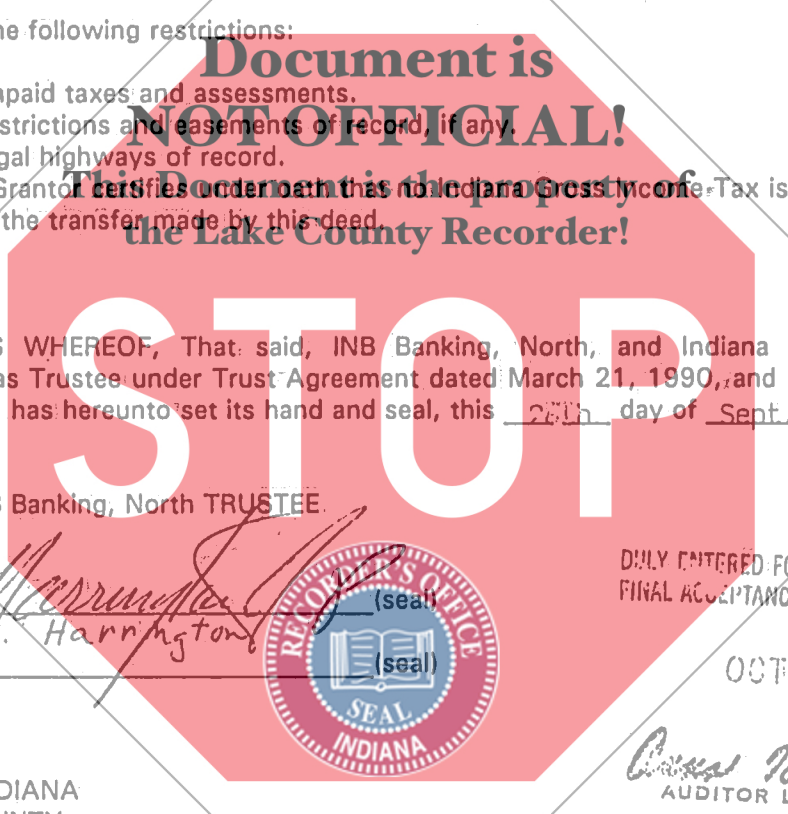 he following restrictions:
Document is
npaid taxes and assessments.
NOT OFFICIAL!
strictions and easements of record, if any.
gal highways of record.
This Document is the property of
Grantor certifies under oath that no Indiana Gross Income Tax is
the transfer made by this deed.
the Lake County Recorder!
STOP
S WHEREOF, That said, INB Banking, North, and Indiana
as Trustee under Trust Agreement dated March 21, 1990, and
has hereunto set its hand and seal, this day of Sept.
B Banking, North TRUSTEE
DULY ENTERED FO
FINAL ACCEPTANC
(seal)
. Harrington
(seal)
OCT
RECORDER'S OFFICE
SEAL
INDIANA
AUDITOR L
DIANA